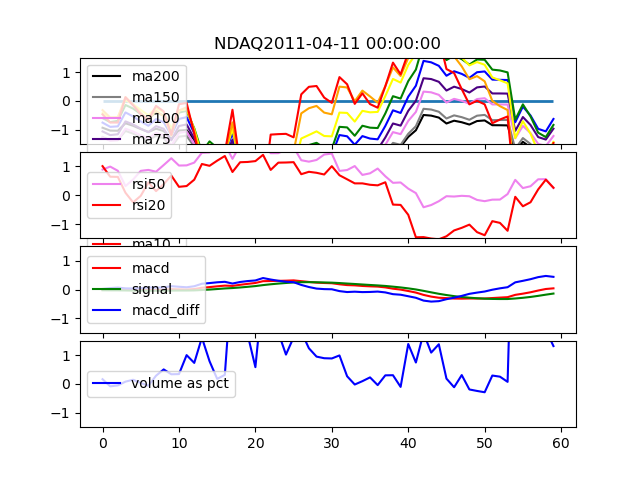 NDAQ2011-04-11 00:00:00
1
0
−1
ma200
ma150
ma100
ma75
1
0
−1
rsi50
rsi20
ma10
1
0
−1
macd
signal
macd_diff
1
0
−1
volume as pct
0 10 20 30 40 50 60